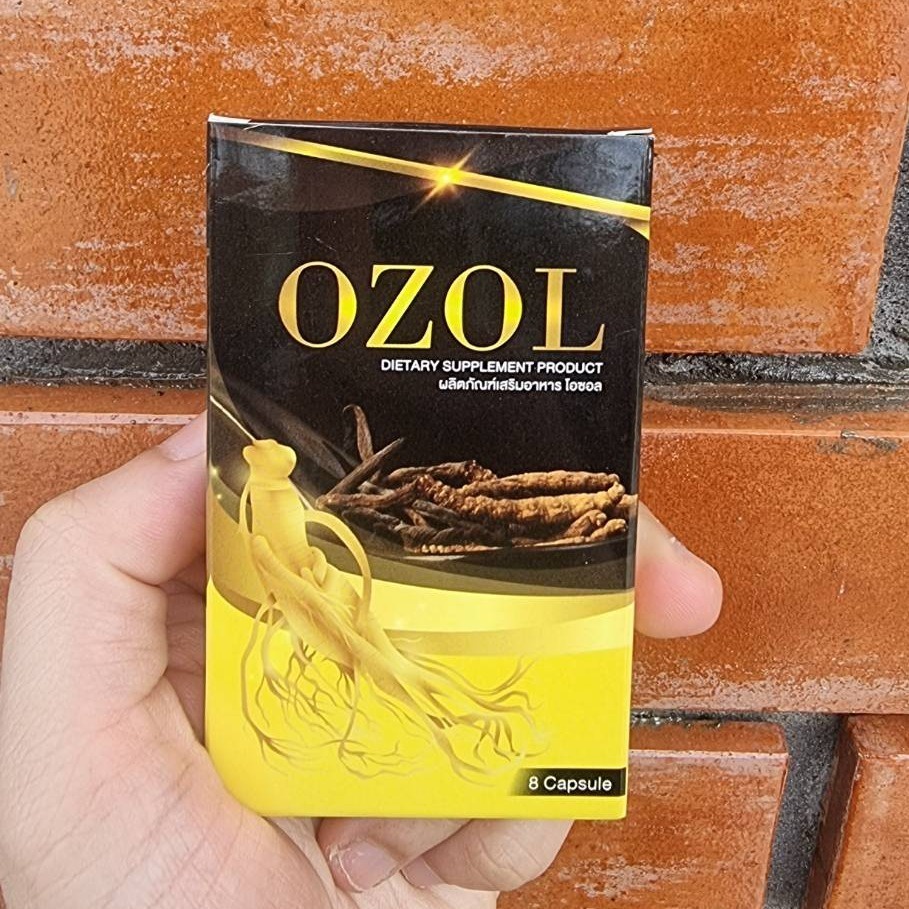 OZOL
DIETARY SUPPLEMENT PRODUCT
ผลิตภัณฑ์เสริมอาหาร โอซอล
8 Capsule